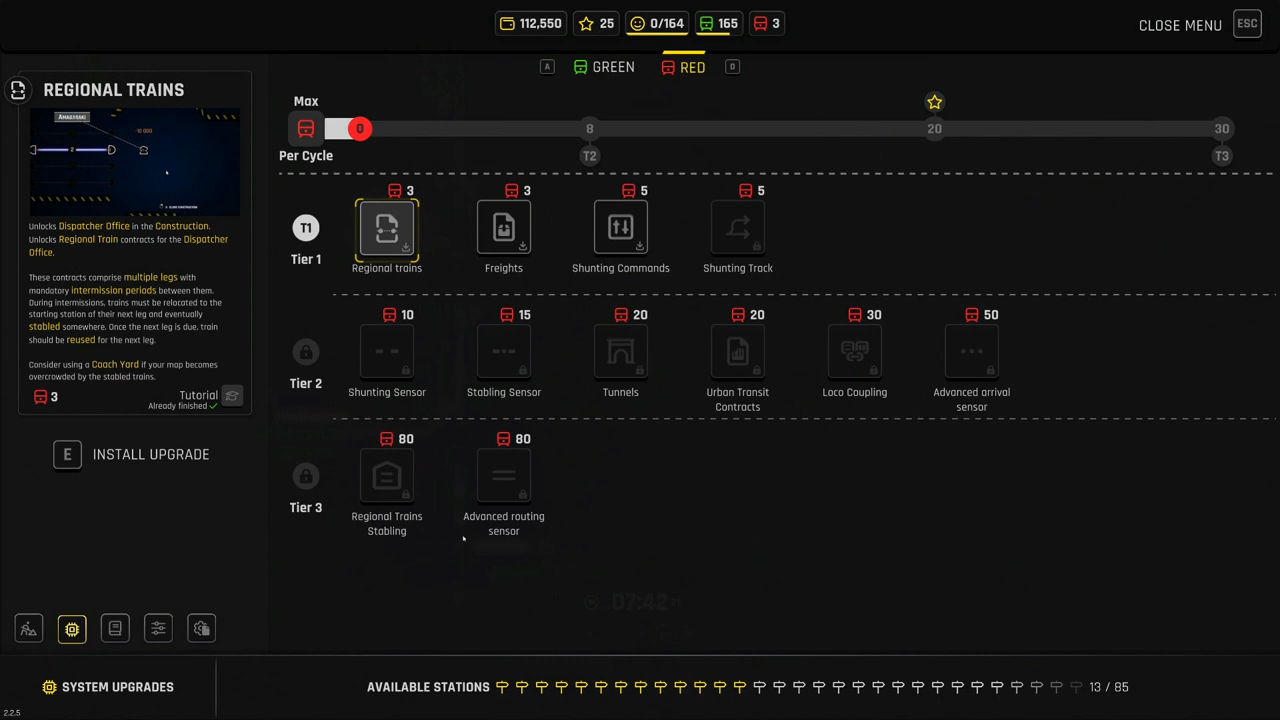 112,550
25
0/164
165
3
CLOSE MENU
ESC
A
GREEN
RED
D
REGIONAL TRAINS
AMAGASAKI
-10 000
2
Unlocks Dispatcher Office in the Construction.
Unlocks Regional Train contracts for the Dispatcher
Office.
These contracts comprise multiple legs with
mandatory intermission periods between them.
During intermissions, trains must be relocated to the
starting station of their next leg and eventually
stabled somewhere. Once the next leg is due, train
should be reused for the next leg.
Consider using a Coach Yard if your map becomes
overcrowded by the stabled trains.
3
Tutorial
Already finished
E
INSTALL UPGRADE
Max
Per Cycle
0
8
20
30
T2
T3
T1
Tier 1
3
Regional trains
3
Freights
5
Shunting Commands
5
Shunting Track
Tier 2
10
Shunting Sensor
15
Stabling Sensor
20
Tunnels
20
Urban Transit
Contracts
30
Loco Coupling
50
Advanced arrival
sensor
Tier 3
80
Regional Trains
Stabling
80
Advanced routing
sensor
07:42
SYSTEM UPGRADES
AVAILABLE STATIONS
13 / 85
2.2.5